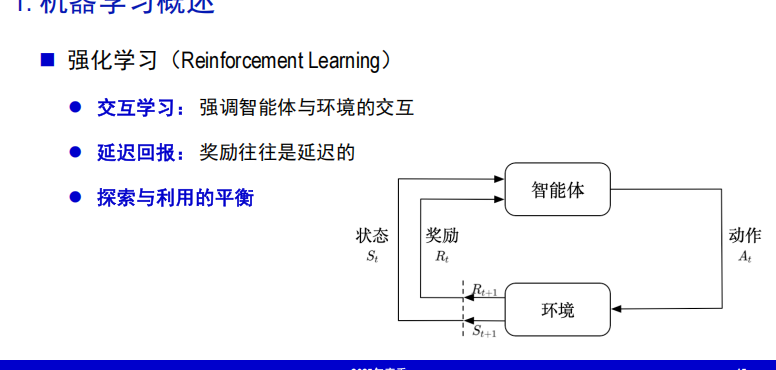 1. 机器学习概述
强化学习（Reinforcement Learning）
交互学习：强调智能体与环境的交互
延迟回报：奖励往往是延迟的
探索与利用的平衡
智能体
状态
S_t
奖励
R_t
动作
A_t
R_{t+1}
环境
S_{t+1}